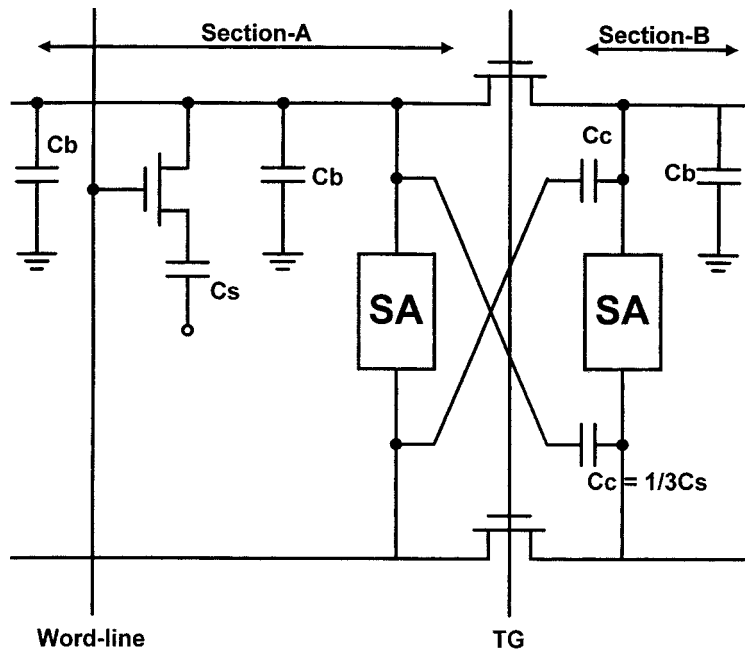 Section-A
Section-B
Cb
Cb
Cc
Cb
Cs
SA
SA
Cc = 1/3Cs
Word-line
TG